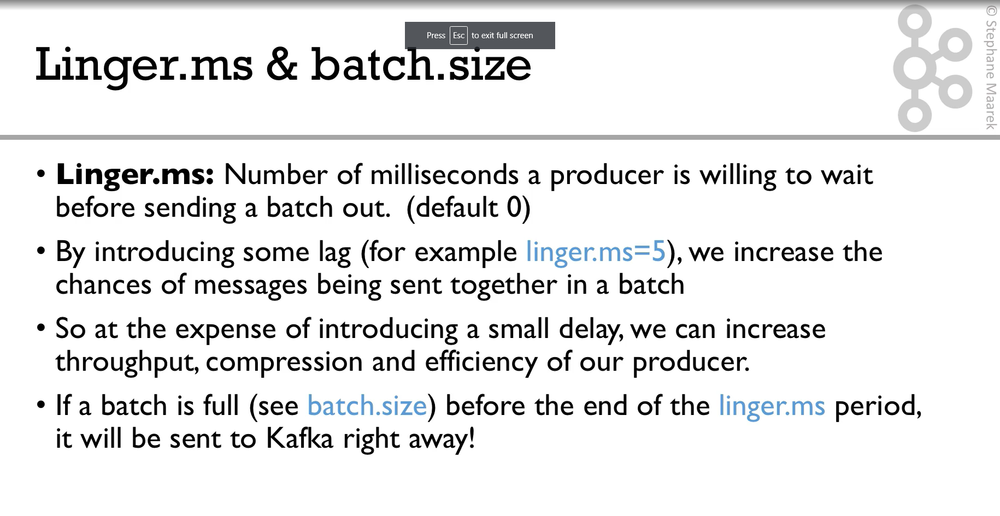 Press Esc to exit full screen
Linger.ms & batch.size
© Stephane Maarek
• Linger.ms: Number of milliseconds a producer is willing to wait
before sending a batch out. (default 0)
• By introducing some lag (for example linger.ms=5), we increase the
chances of messages being sent together in a batch
• So at the expense of introducing a small delay, we can increase
throughput, compression and efficiency of our producer.
• If a batch is full (see batch.size) before the end of the linger.ms period,
it will be sent to Kafka right away!